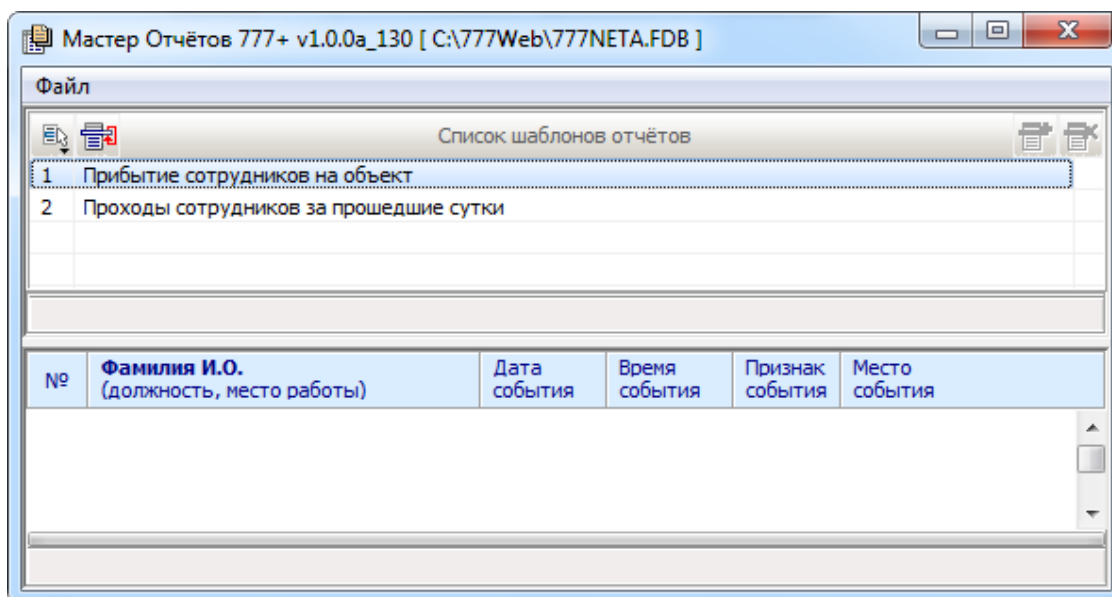 Мастер Отчётов 777+ v1.0.0a_130 [ C:\777Web\777NETA.FDB ]
Файл
Список шаблонов отчётов
1 Прибытие сотрудников на объект
2 Проходы сотрудников за прошедшие сутки
№ Фамилия И.О. (должность, место работы) Дата события Время события Признак события Место события